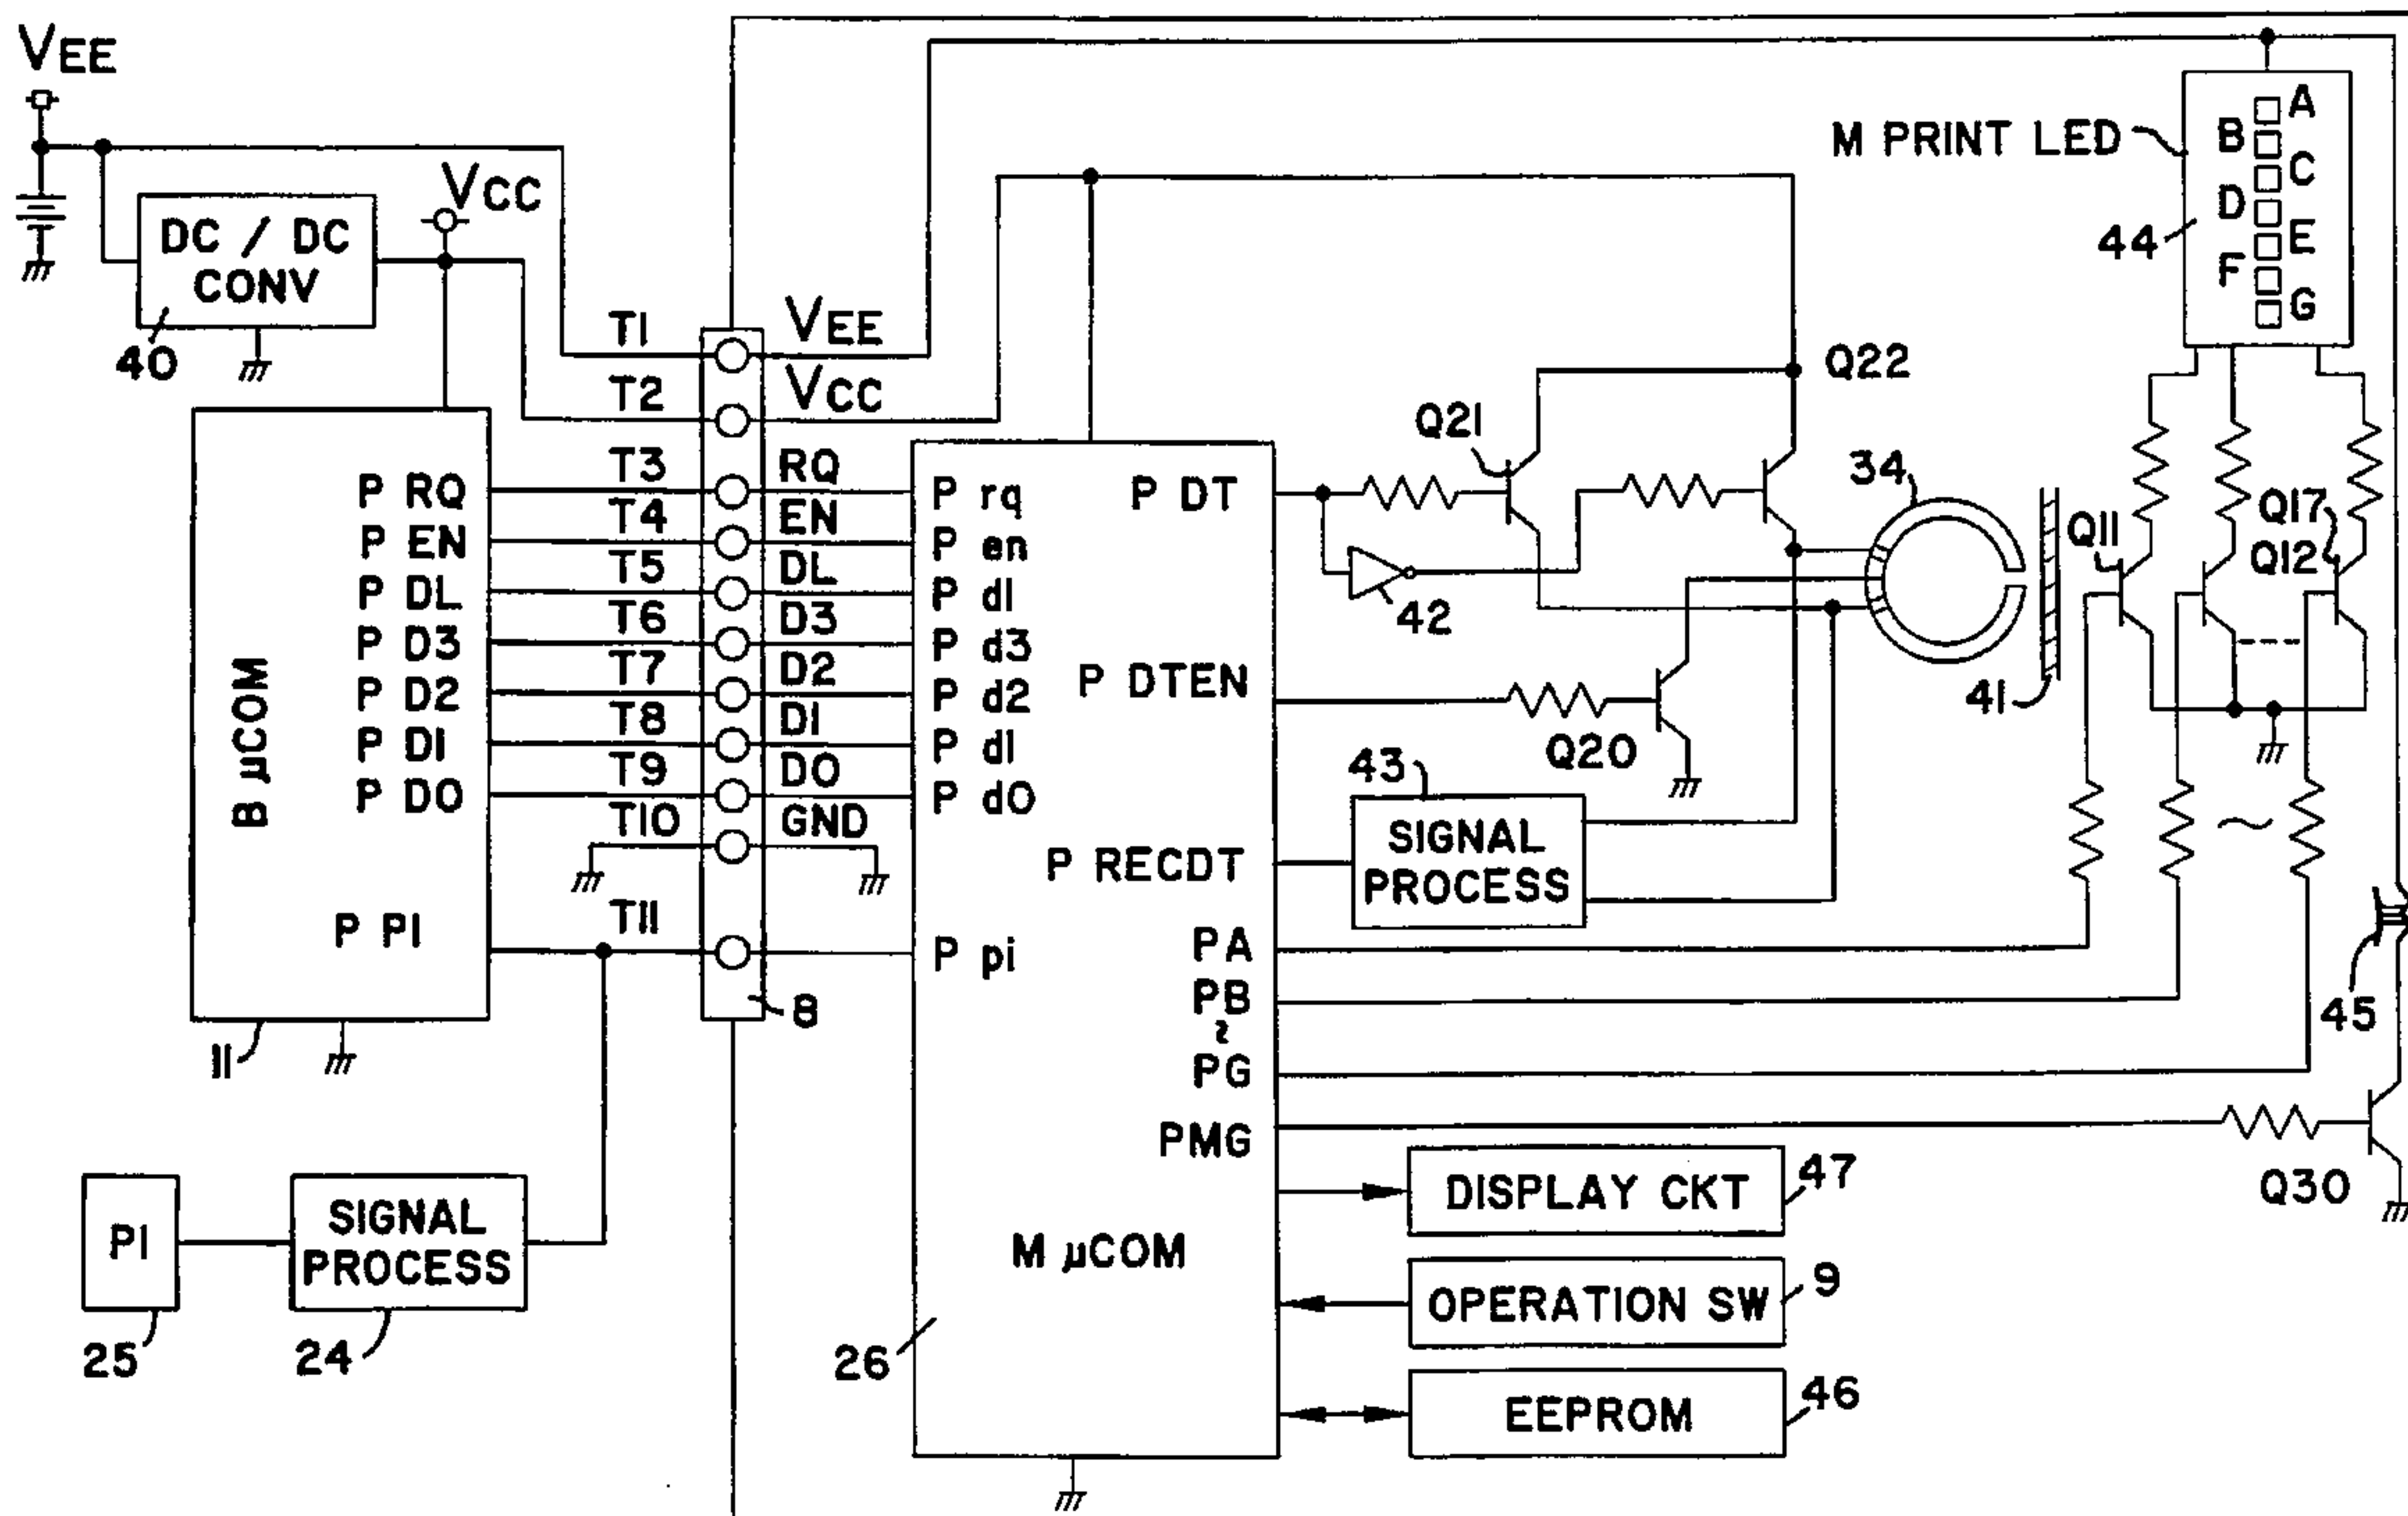 VEE
VCC
DC / DC
CONV
40
T1
VEE
T2
VCC
T3
RQ
T4
EN
T5
DL
T6
D3
T7
D2
T8
D1
T9
D0
T10
GND
T11
8
B μCOM
P RQ
P EN
P DL
P D3
P D2
P D1
P D0
P PI
11
PI
25
SIGNAL
PROCESS
24
P rq
P en
P dl
P d3
P d2
P d1
P d0
P pi
P DT
P DTEN
P RECDT
PA
PB
~
PG
PMG
M μCOM
26
Q21
Q22
42
Q20
34
41
43
SIGNAL
PROCESS
M PRINT LED
44
A
B
C
D
E
F
G
Q11
Q17
Q12
~
45
Q30
DISPLAY CKT
47
OPERATION SW
9
EEPROM
46